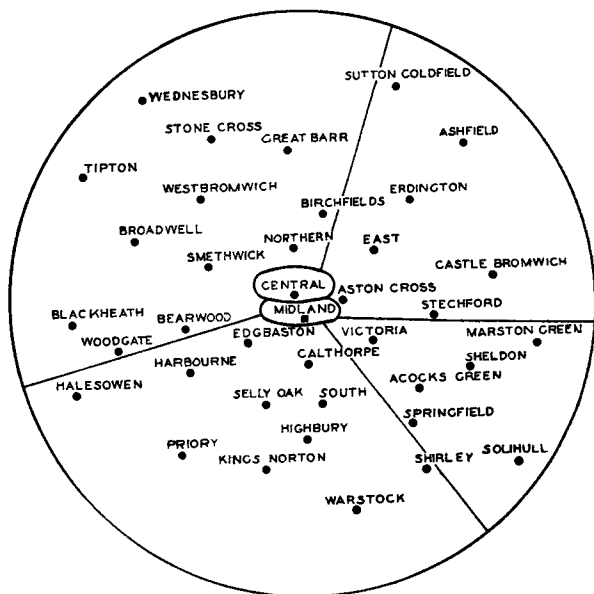 SUTTON COLDFIELD
WEDNESBURY
STONE CROSS
ASHFIELD
GREAT BARR
TIPTON
WESTBROMWICH
ERDINGTON
BIRCHFIELDS
BROADWELL
NORTHERN
EAST
SMETHWICK
CASTLE BROMWICH
CENTRAL
ASTON CROSS
STECHFORD
MIDLAND
BLACKHEATH
BEARWOOD
EDGBASTON
VICTORIA
MARSTON GREEN
WOODGATE
CALTHORPE
SHELDON
HARBOURNE
ACOCKS GREEN
HALESOWEN
SELLY OAK
SOUTH
SPRINGFIELD
HIGHBURY
PRIORY
KINGS NORTON
SHIRLEY
SOLIHULL
WARSTOCK